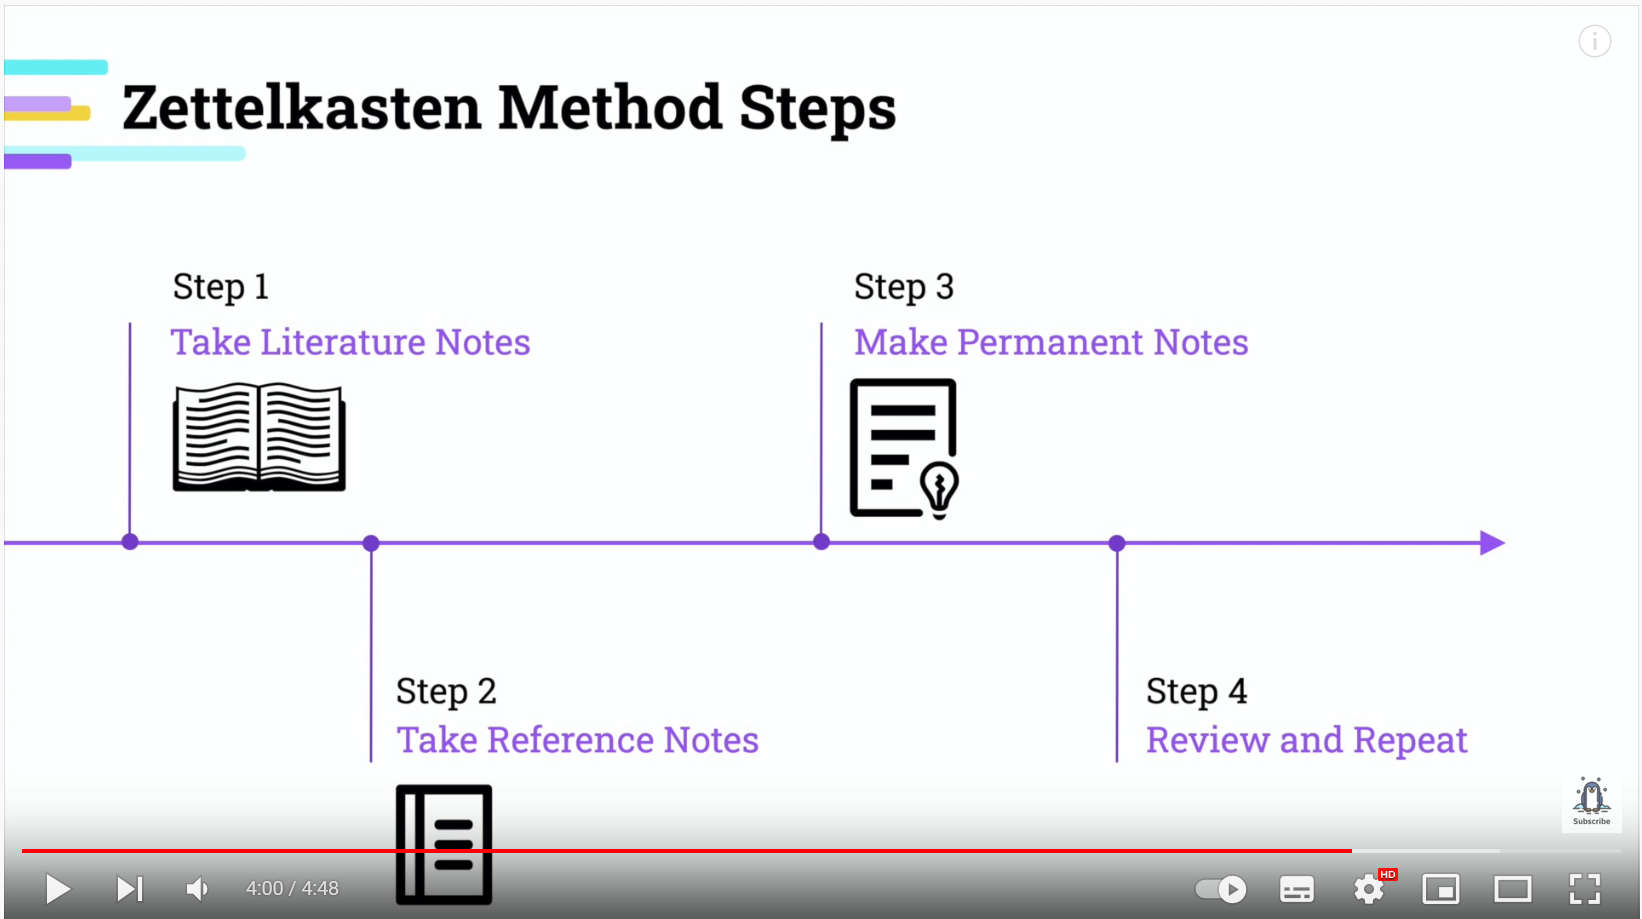 Zettelkasten Method Steps
Step 1
Take Literature Notes
Step 3
Make Permanent Notes
Step 2
Take Reference Notes
Step 4
Review and Repeat
Subscribe
4:00 / 4:48
HD